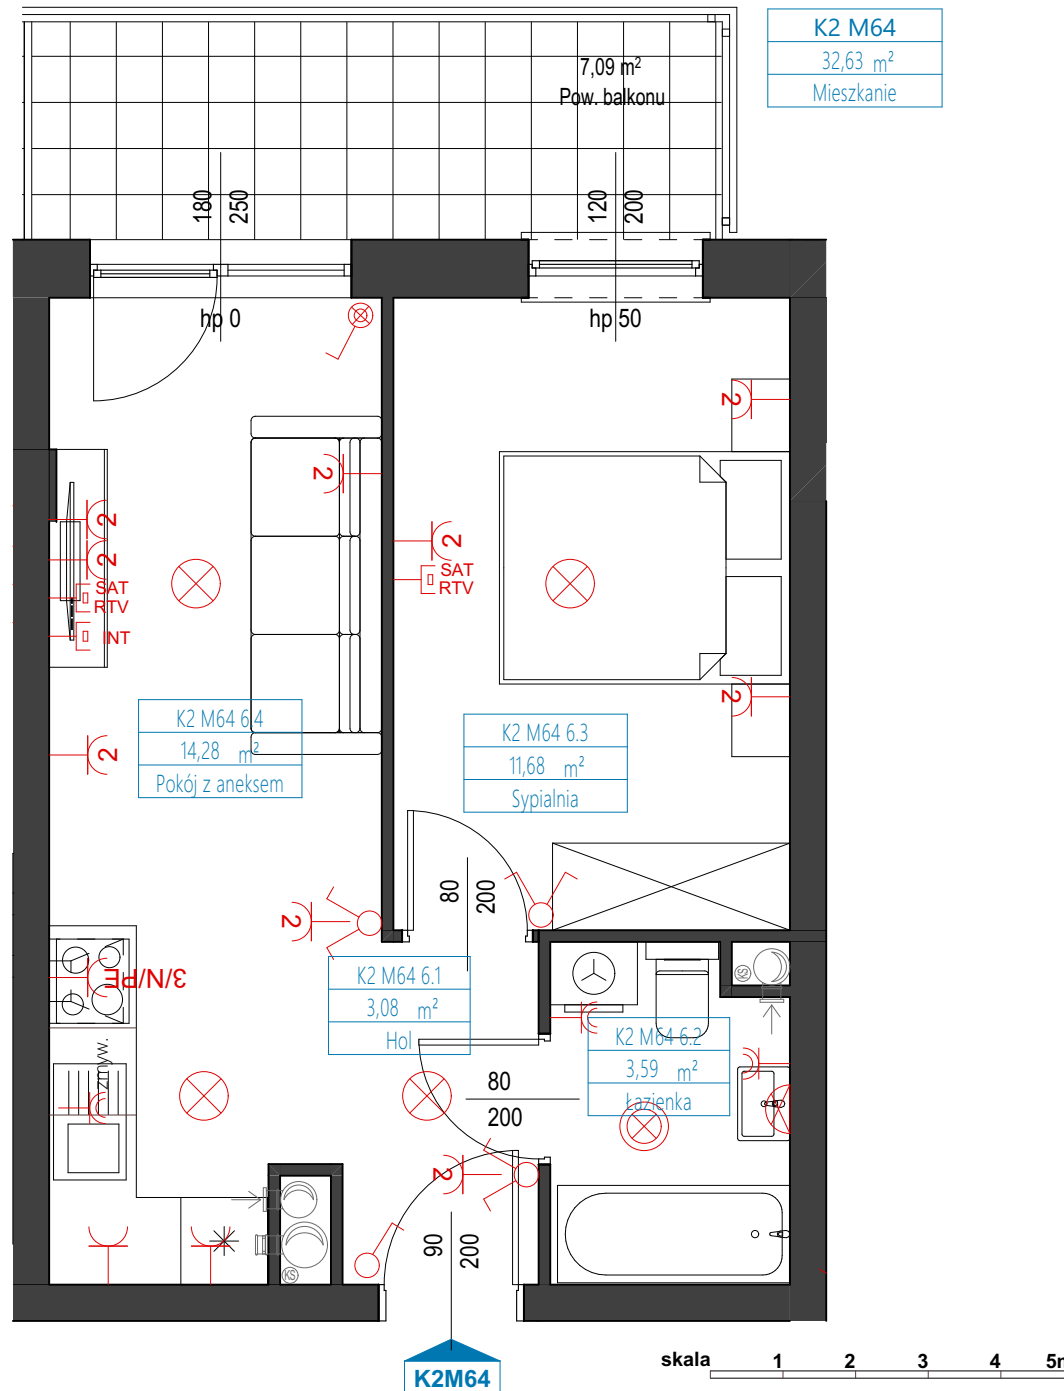 K2 M64
32,63 m²
Mieszkanie
7,09 m²
Pow. balkonu
180
250
120
200
hp 0
hp 50
2
2
2
2
2
SAT
RTV
SAT
RTV
INT
2
2
K2 M64 6.4
14,28 m²
Pokój z aneksem
K2 M64 6.3
11,68 m²
Sypialnia
80
200
2
3/N/PE
K2 M64 6.1
3,08 m²
Hol
KS
K2 M64 6.2
3,59 m²
Łazienka
zmyw.
80
200
2
90
200
KS
K2M64
skala 1 2 3 4 5m